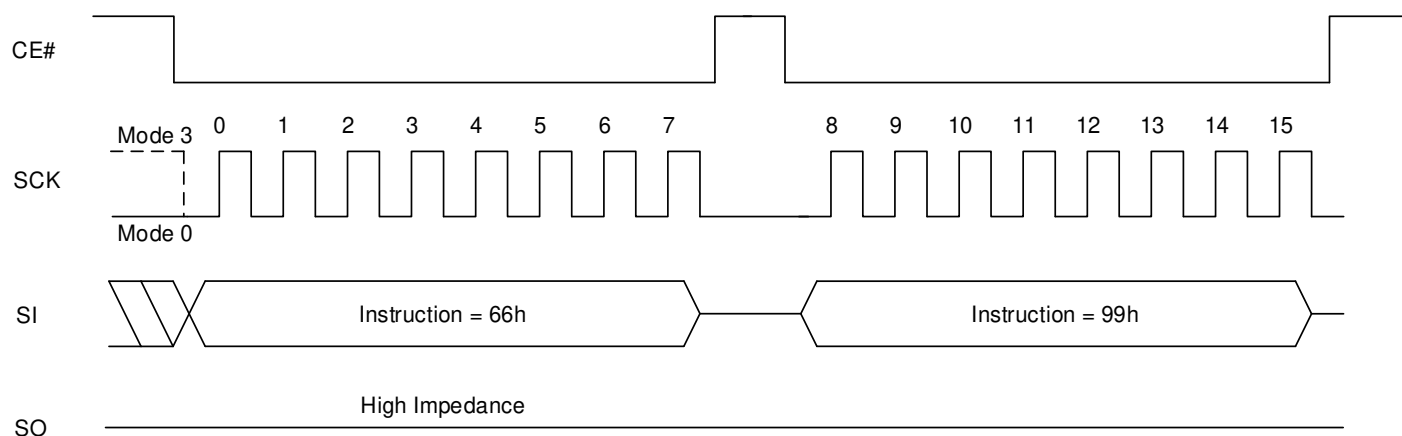 CE#
Mode 3
0 1 2 3 4 5 6 7 8 9 10 11 12 13 14 15
SCK
Mode 0
SI
Instruction = 66h
Instruction = 99h
High Impedance
SO